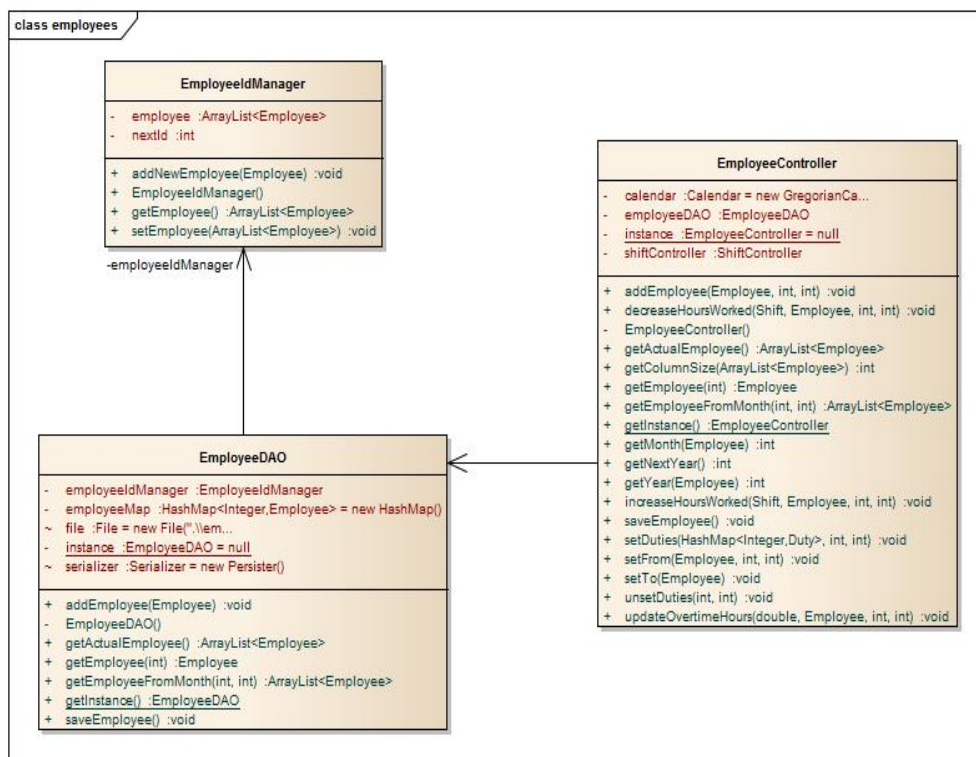 class employees
EmployeeIdManager
- employee :ArrayList<Employee>
- nextId :int
+ addNewEmployee(Employee) :void
+ EmployeeIdManager()
+ getEmployee() :ArrayList<Employee>
+ setEmployee(ArrayList<Employee>) :void
-employeeIdManager
EmployeeController
- calendar :Calendar = new GregorianCa...
- employeeDAO :EmployeeDAO
- instance :EmployeeController = null
- shiftController :ShiftController
+ addEmployee(Employee, int, int) :void
+ decreaseHoursWorked(Shift, Employee, int, int) :void
- EmployeeController()
+ getActualEmployee() :ArrayList<Employee>
+ getColumnSize(ArrayList<Employee>) :int
+ getEmployee(int) :Employee
+ getEmployeeFromMonth(int, int) :ArrayList<Employee>
+ getInstance() :EmployeeController
+ getMonth(Employee) :int
+ getNextYear() :int
+ getYear(Employee) :int
+ increaseHoursWorked(Shift, Employee, int, int) :void
+ saveEmployee() :void
+ setDuties(HashMap<Integer,Duty>, int, int) :void
+ setFrom(Employee, int, int) :void
+ setTo(Employee) :void
+ unsetDuties(int, int) :void
+ updateOvertimeHours(double, Employee, int, int) :void
EmployeeDAO
- employeeIdManager :EmployeeIdManager
- employeeMap :HashMap<Integer,Employee> = new HashMap()
~ file :File = new File(".\\em...
- instance :EmployeeDAO = null
~ serializer :Serializer = new Persister()
+ addEmployee(Employee) :void
- EmployeeDAO()
+ getActualEmployee() :ArrayList<Employee>
+ getEmployee(int) :Employee
+ getEmployeeFromMonth(int, int) :ArrayList<Employee>
+ getInstance() :EmployeeDAO
+ saveEmployee() :void